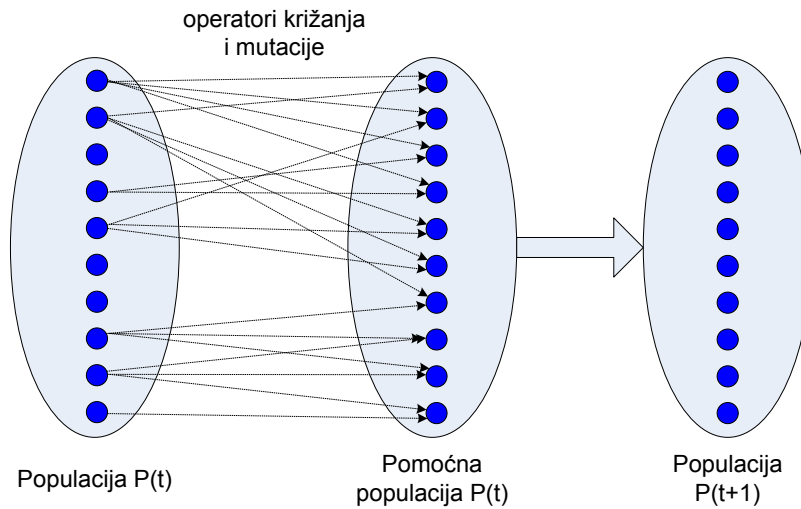 operatori križanja
i mutacije
Populacija P(t)
Pomoćna
populacija P(t)
Populacija
P(t+1)